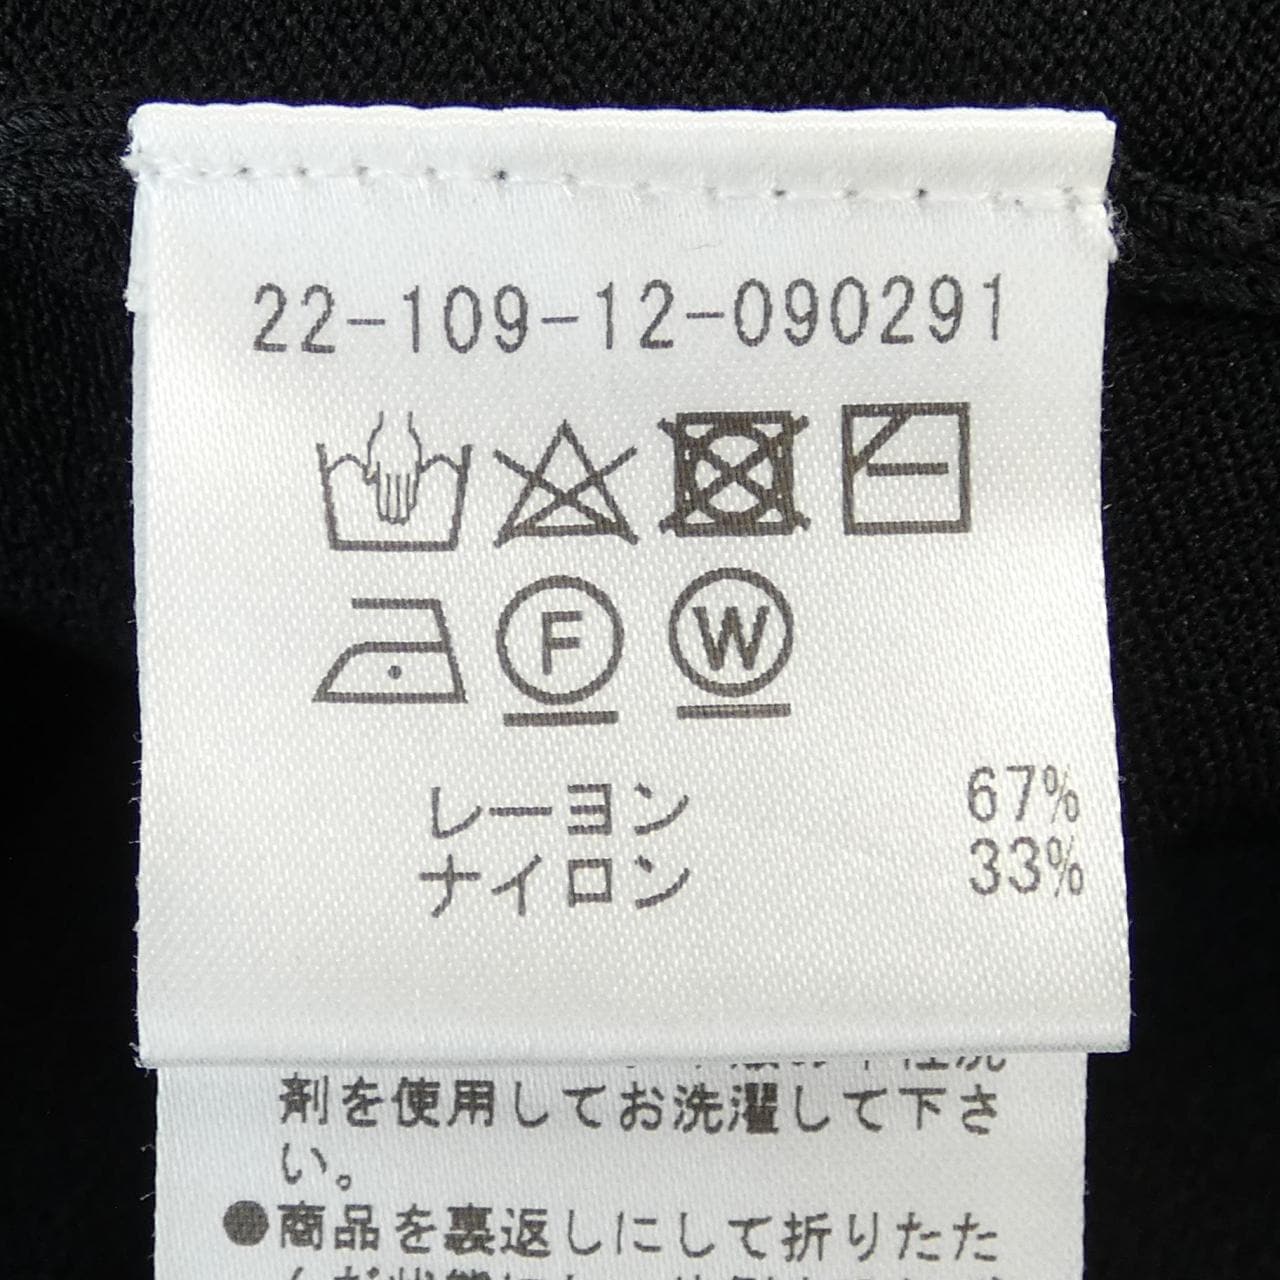 22-109-12-090291
F W
レーヨン 67%
ナイロン 33%
剤を使用してお洗濯して下さ
い。
●商品を裏返しにして折りたた